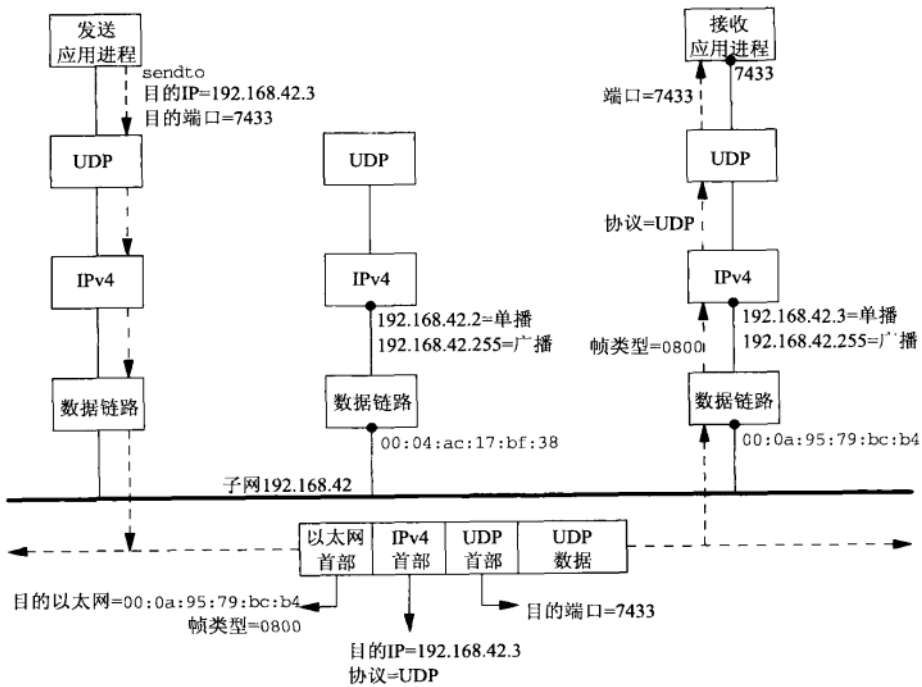 发送
应用进程
sendto
目的IP=192.168.42.3
目的端口=7433
接收
应用进程
7433
端口=7433
UDP
UDP
UDP
协议=UDP
IPv4
IPv4
IPv4
192.168.42.2=单播
192.168.42.255=广播
192.168.42.3=单播
192.168.42.255=广播
帧类型=0800
数据链路
数据链路
数据链路
00:04:ac:17:bf:38
00:0a:95:79:bc:b4
子网192.168.42
以太网
首部
IPv4
首部
UDP
首部
UDP
数据
目的以太网=00:0a:95:79:bc:b4
帧类型=0800
目的端口=7433
目的IP=192.168.42.3
协议=UDP